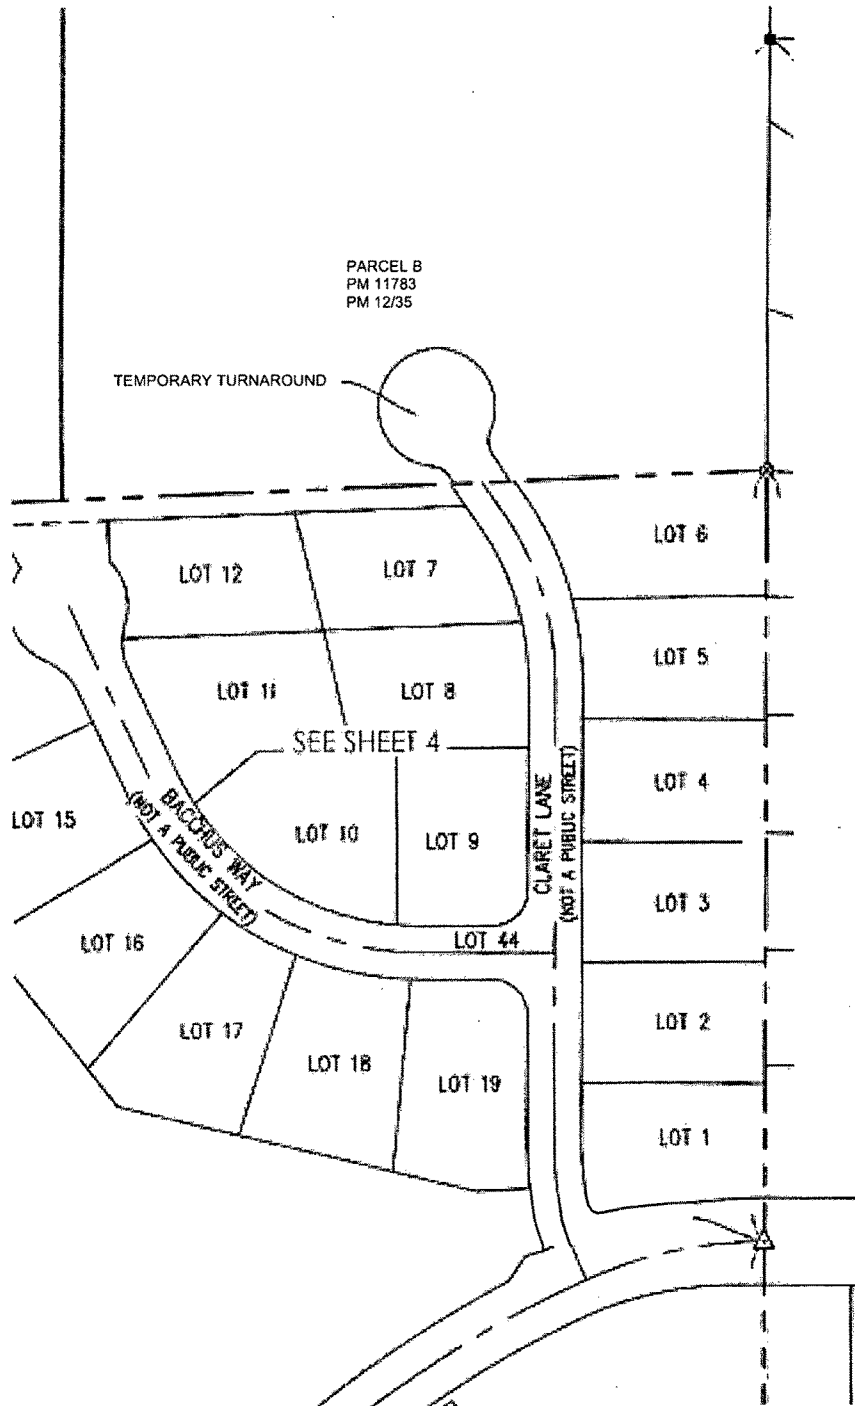 PARCEL B
PM 11783
PM 12/35
TEMPORARY TURNAROUND
LOT 6
LOT 12
LOT 7
LOT 5
LOT 11
LOT 8
SEE SHEET 4
LOT 4
LOT 15
BACCHUS WAY
(NOT A PUBLIC STREET)
LOT 10
LOT 9
CLARET LANE
(NOT A PUBLIC STREET)
LOT 3
LOT 16
LOT 44
LOT 17
LOT 2
LOT 18
LOT 19
LOT 1